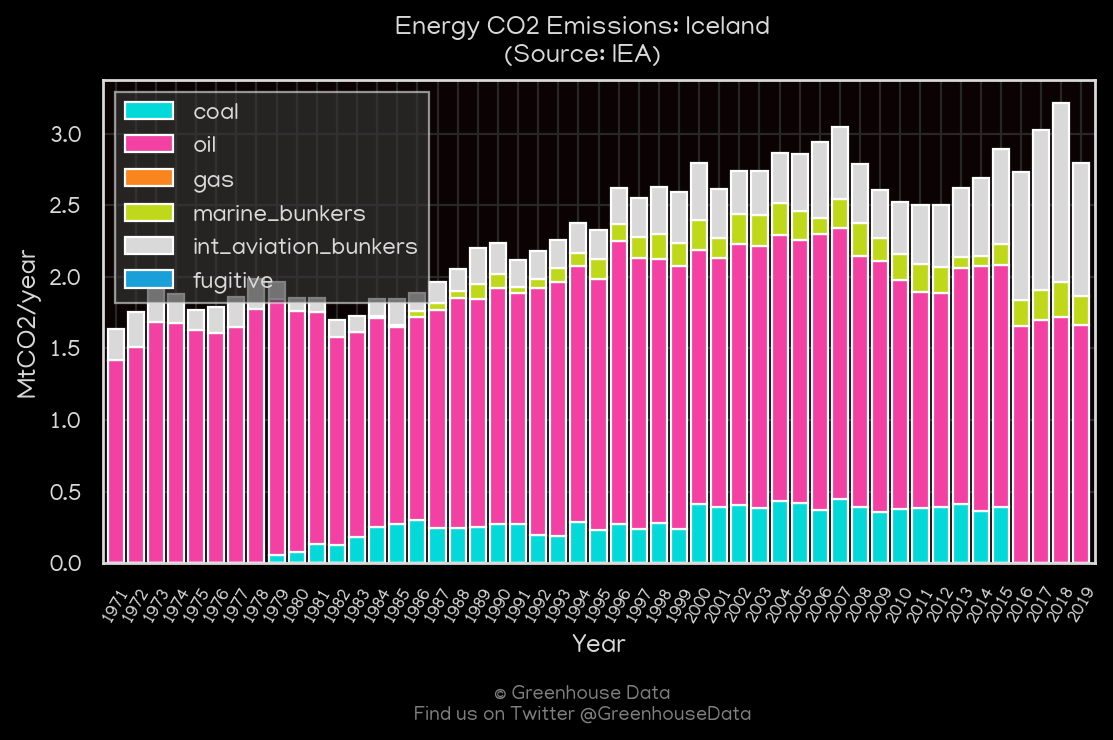 Energy CO2 Emissions: Iceland
(Source: IEA)
coal
oil
gas
marine_bunkers
int_aviation_bunkers
fugitive
MtCO2/year
3.0
2.5
2.0
1.5
1.0
0.5
0.0
1971 1972 1973 1974 1975 1976 1977 1978 1979 1980 1981 1982 1983 1984 1985 1986 1987 1988 1989 1990 1991 1992 1993 1994 1995 1996 1997 1998 1999 2000 2001 2002 2003 2004 2005 2006 2007 2008 2009 2010 2011 2012 2013 2014 2015 2016 2017 2018 2019
Year
© Greenhouse Data
Find us on Twitter @GreenhouseData